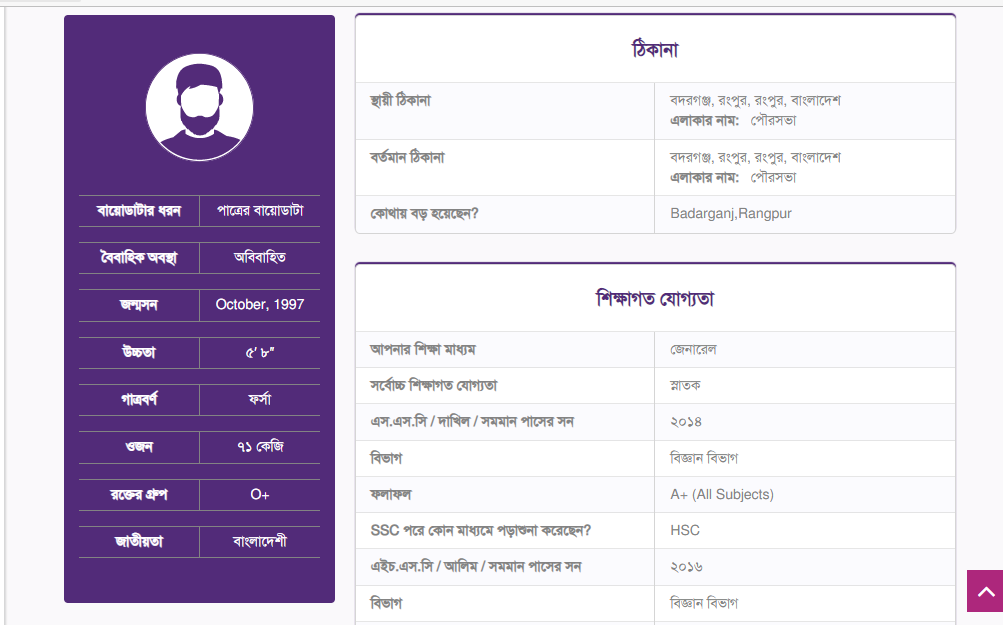 বায়োডাটার ধরন পাত্রের বায়োডাটা
বৈবাহিক অবস্থা অবিবাহিত
জন্মসন October, 1997
উচ্চতা ৫' ৮"
গাত্রবর্ণ ফর্সা
ওজন ৭১ কেজি
রক্তের গ্রুপ O+
জাতীয়তা বাংলাদেশী
ঠিকানা
স্থায়ী ঠিকানা বদরগঞ্জ, রংপুর, রংপুর, বাংলাদেশ
এলাকার নাম: পৌরসভা
বর্তমান ঠিকানা বদরগঞ্জ, রংপুর, রংপুর, বাংলাদেশ
এলাকার নাম: পৌরসভা
কোথায় বড় হয়েছেন? Badarganj,Rangpur
শিক্ষাগত যোগ্যতা
আপনার শিক্ষা মাধ্যম জেনারেল
সর্বোচ্চ শিক্ষাগত যোগ্যতা স্নাতক
এস.এস.সি / দাখিল / সমমান পাসের সন ২০১৪
বিভাগ বিজ্ঞান বিভাগ
ফলাফল A+ (All Subjects)
SSC পরে কোন মাধ্যমে পড়াশুনা করেছেন? HSC
এইচ.এস.সি / আলিম / সমমান পাসের সন ২০১৬
বিভাগ বিজ্ঞান বিভাগ